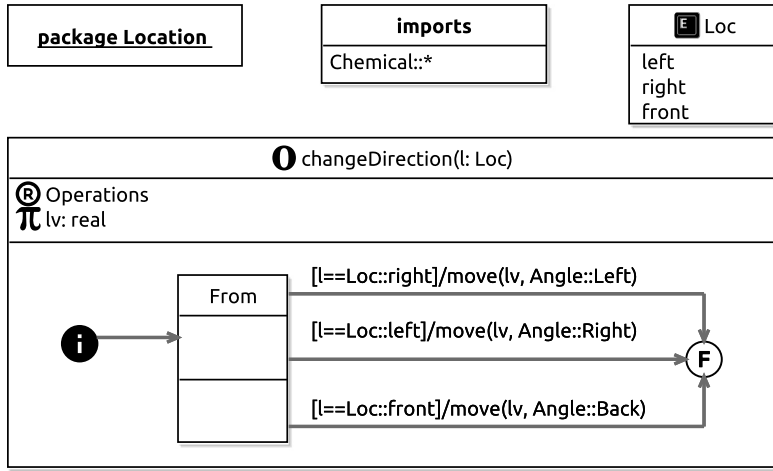 package Location
imports
Chemical::*
E Loc
left
right
front
O changeDirection(l: Loc)
R Operations
π lv: real
From
[l==Loc::right]/move(lv, Angle::Left)
[l==Loc::left]/move(lv, Angle::Right)
i
F
[l==Loc::front]/move(lv, Angle::Back)